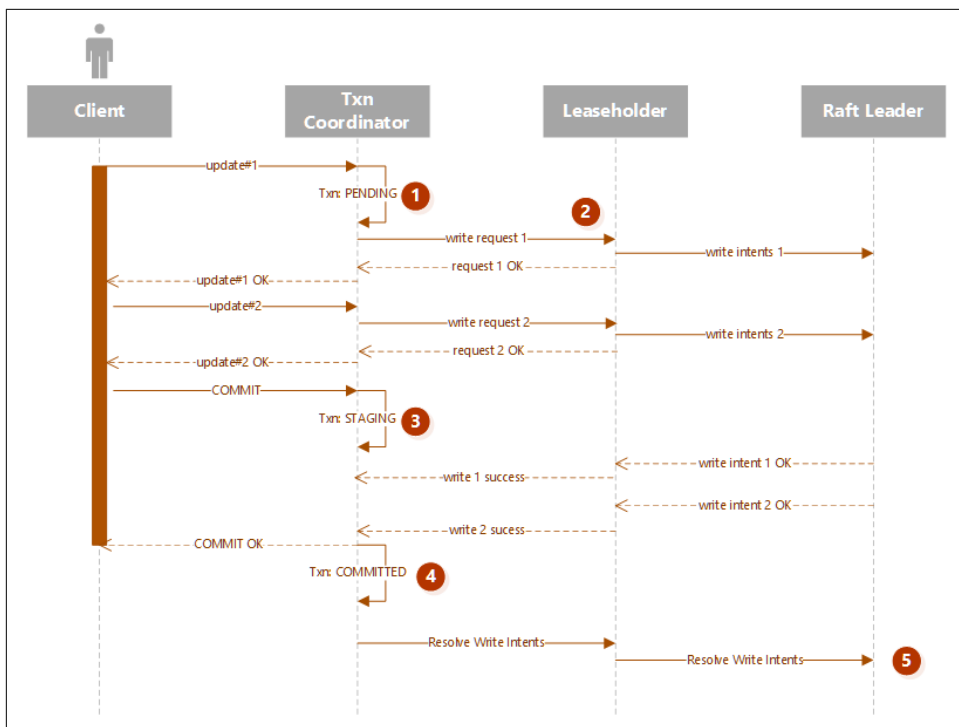 Client
Txn
Coordinator
Leaseholder
Raft Leader
update#1
Txn: PENDING
1
2
write request 1
write intents 1
request 1 OK
update#1 OK
update#2
write request 2
write intents 2
request 2 OK
update#2 OK
COMMIT
Txn: STAGING
3
write intent 1 OK
write 1 success
write intent 2 OK
write 2 sucess
COMMIT OK
Txn: COMMITTED
4
Resolve Write Intents
Resolve Write Intents
5